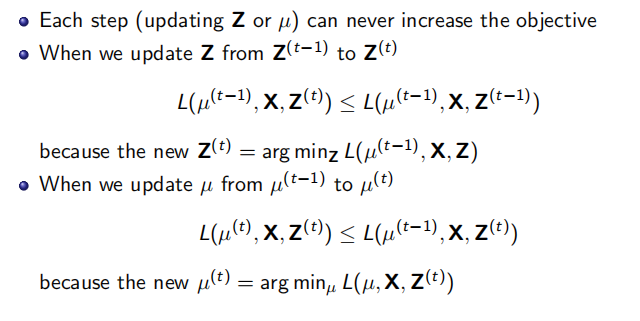 • Each step (updating Z or μ) can never increase the objective
• When we update Z from Z^(t−1) to Z^(t)
L(μ^(t−1), X, Z^(t)) ≤ L(μ^(t−1), X, Z^(t−1))
because the new Z^(t) = arg min_Z L(μ^(t−1), X, Z)
• When we update μ from μ^(t−1) to μ^(t)
L(μ^(t), X, Z^(t)) ≤ L(μ^(t−1), X, Z^(t))
because the new μ^(t) = arg min_μ L(μ, X, Z^(t))